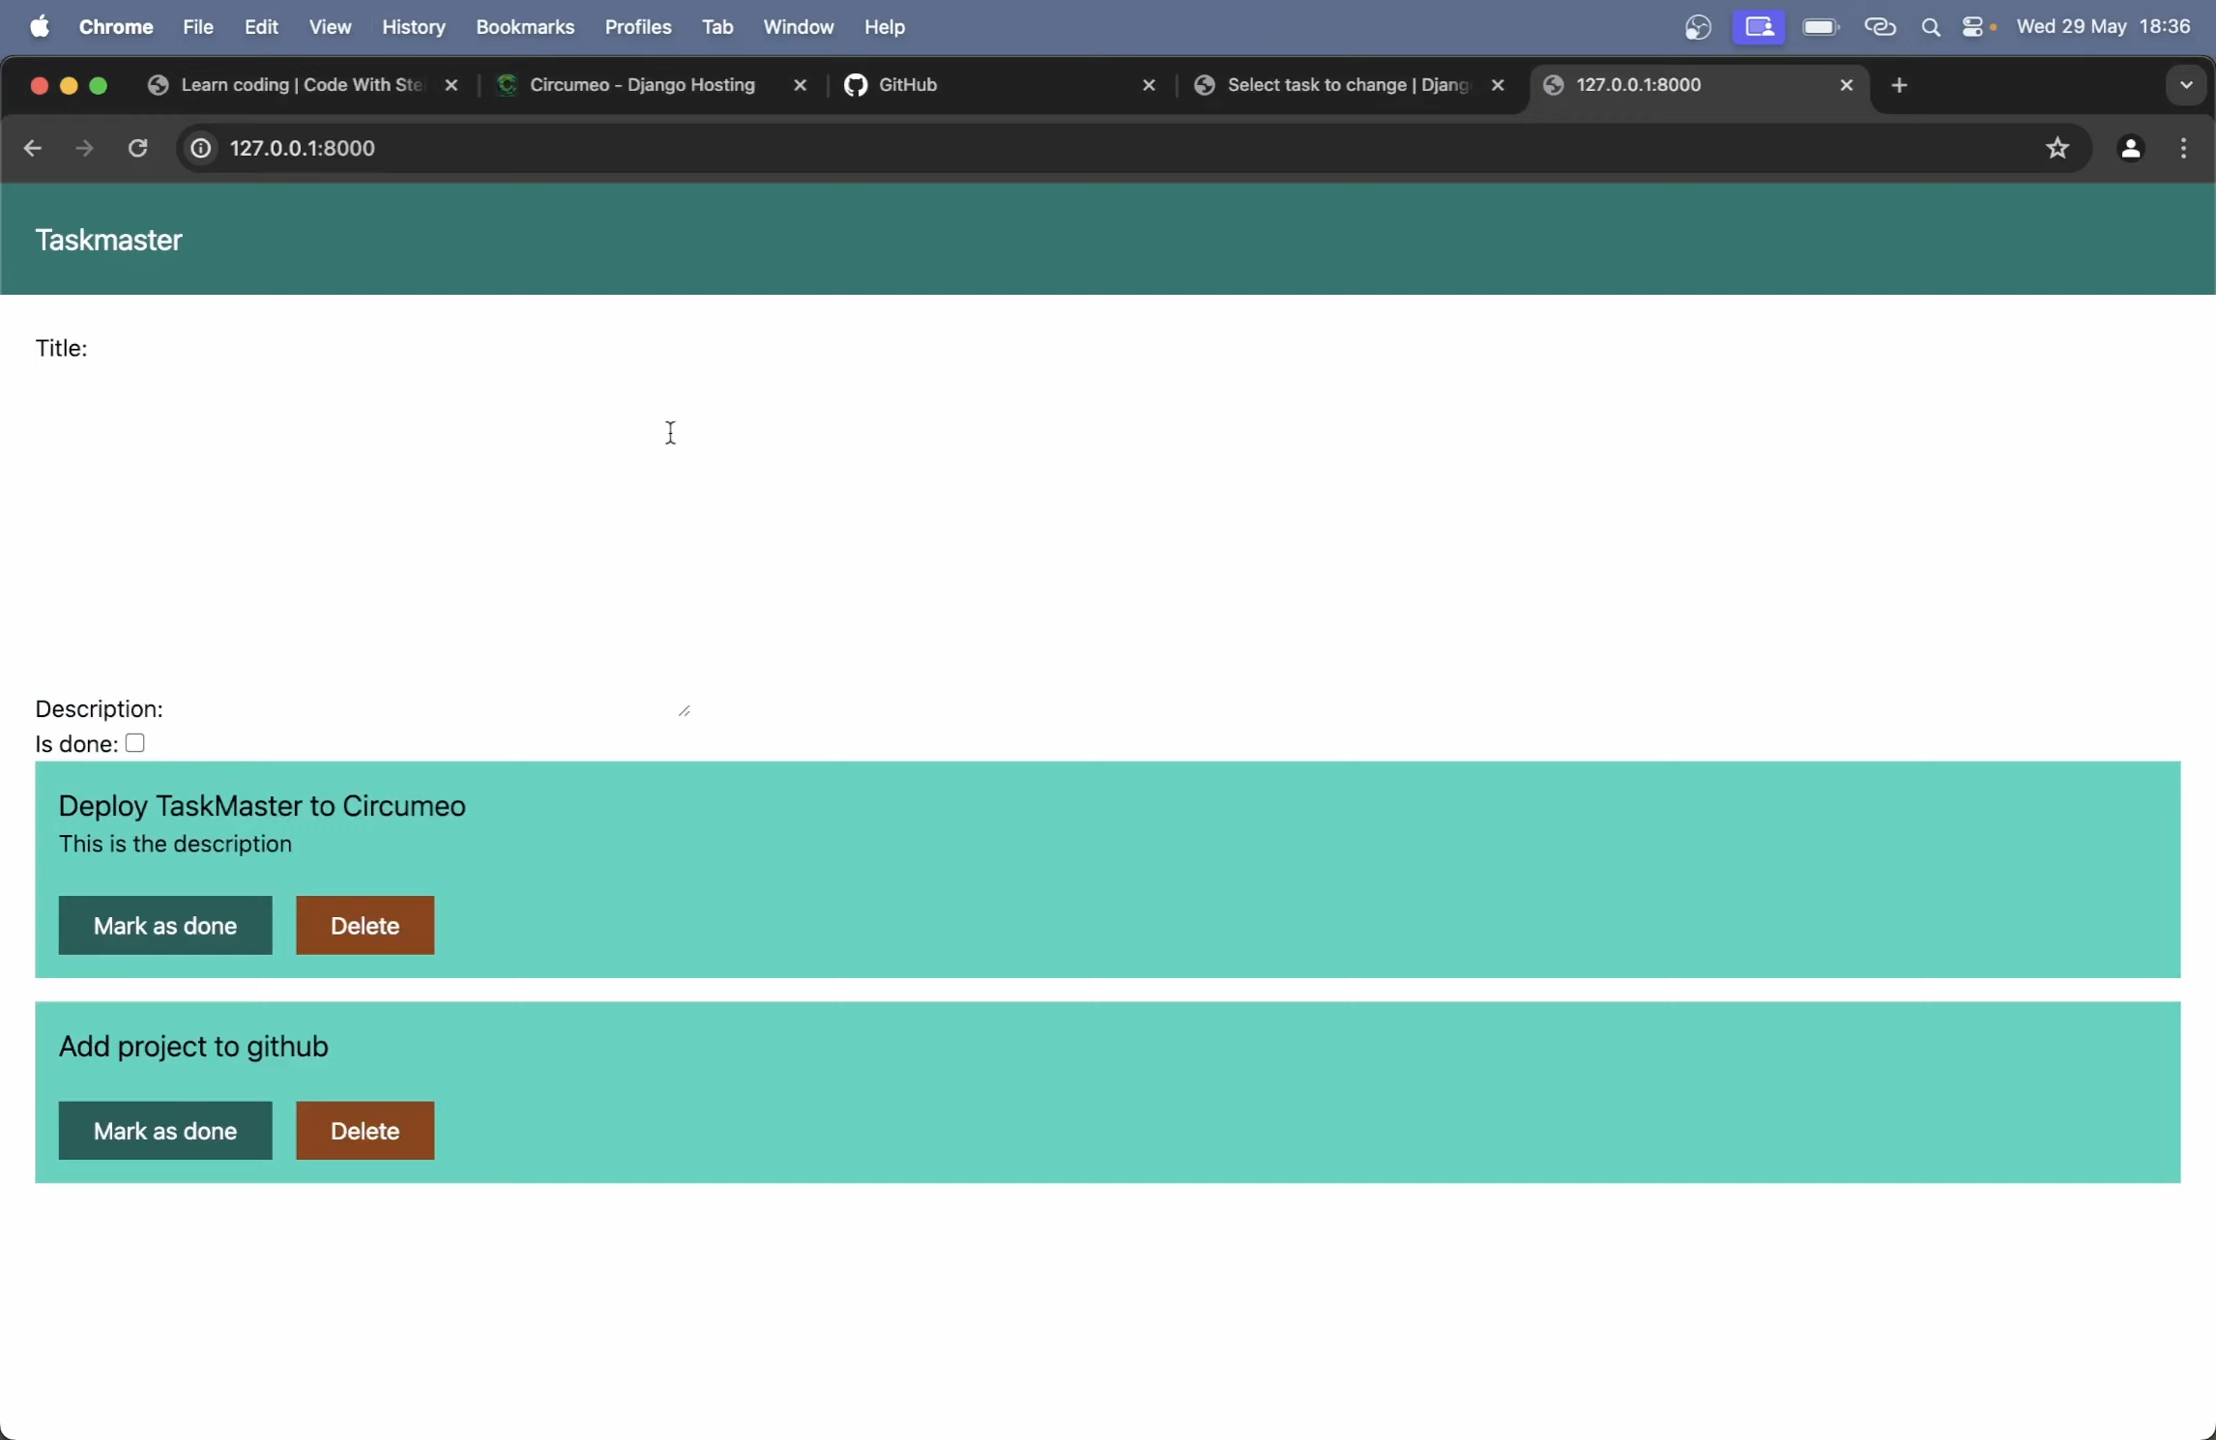 Chrome File Edit View History Bookmarks Profiles Tab Window Help Wed 29 May 18:36
Learn coding | Code With Ste Circumeo - Django Hosting GitHub Select task to change | Djang 127.0.0.1:8000
127.0.0.1:8000
Taskmaster
Title:
Description:
Is done:
Deploy TaskMaster to Circumeo
This is the description
Mark as done Delete
Add project to github
Mark as done Delete